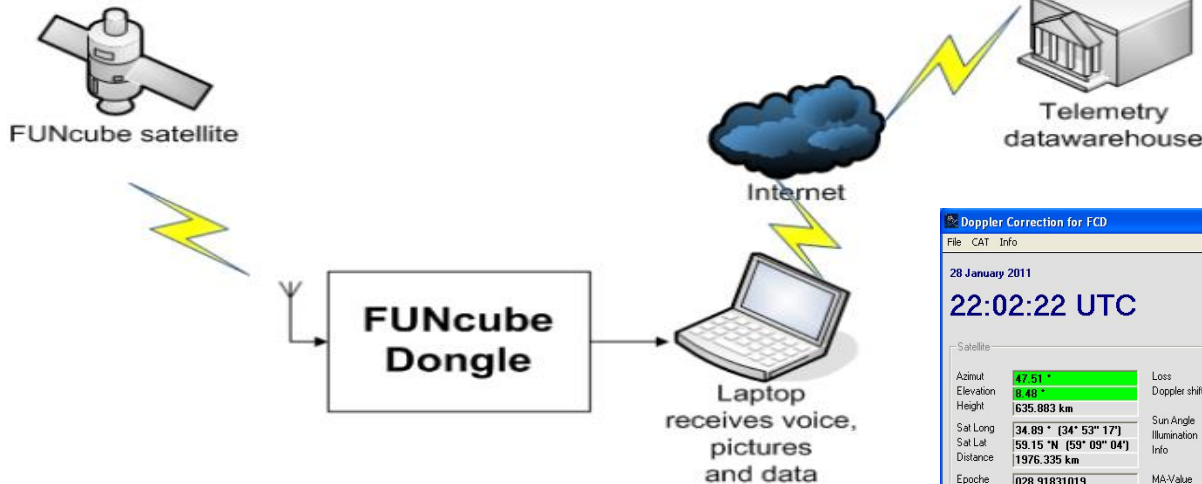 FUNcube satellite
Telemetry
datawarehouse
Internet
FUNcube
Dongle
Laptop
receives voice,
pictures
and data
Doppler Correction for FCD
File CAT Info
28 January 2011
22:02:22 UTC
Satellite
Azimut 47.51 ° Loss
Elevation 8.48 ° Doppler shift
Height 635.883 km
Sun Angle
Sat Long 34.89 ° (34° 53'' 17') Illumination
Sat Lat 59.15 °N (59° 09'' 04') Info
Distance 1976.335 km
Epoche 028.91831019 MA-Value